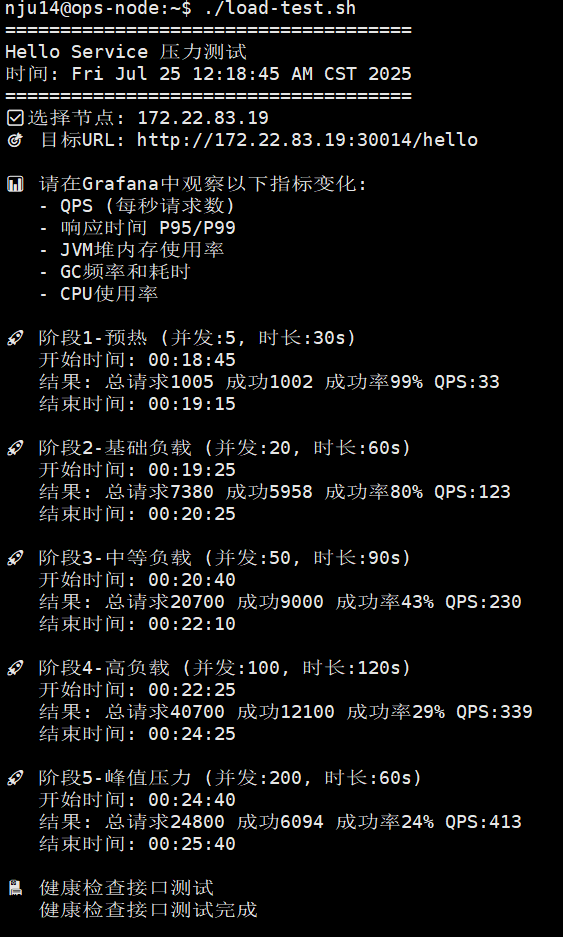 nju14@ops-node:~$ ./load-test.sh
=====================================
Hello Service 压力测试
时间: Fri Jul 25 12:18:45 AM CST 2025
=====================================
☑选择节点: 172.22.83.19
🎯 目标URL: http://172.22.83.19:30014/hello
📊 请在Grafana中观察以下指标变化:
- QPS (每秒请求数)
- 响应时间 P95/P99
- JVM堆内存使用率
- GC频率和耗时
- CPU使用率
🚀 阶段1-预热 (并发:5, 时长:30s)
开始时间: 00:18:45
结果: 总请求1005 成功1002 成功率99% QPS:33
结束时间: 00:19:15
🚀 阶段2-基础负载 (并发:20, 时长:60s)
开始时间: 00:19:25
结果: 总请求7380 成功5958 成功率80% QPS:123
结束时间: 00:20:25
🚀 阶段3-中等负载 (并发:50, 时长:90s)
开始时间: 00:20:40
结果: 总请求20700 成功9000 成功率43% QPS:230
结束时间: 00:22:10
🚀 阶段4-高负载 (并发:100, 时长:120s)
开始时间: 00:22:25
结果: 总请求40700 成功12100 成功率29% QPS:339
结束时间: 00:24:25
🚀 阶段5-峰值压力 (并发:200, 时长:60s)
开始时间: 00:24:40
结果: 总请求24800 成功6094 成功率24% QPS:413
结束时间: 00:25:40
健康检查接口测试
健康检查接口测试完成